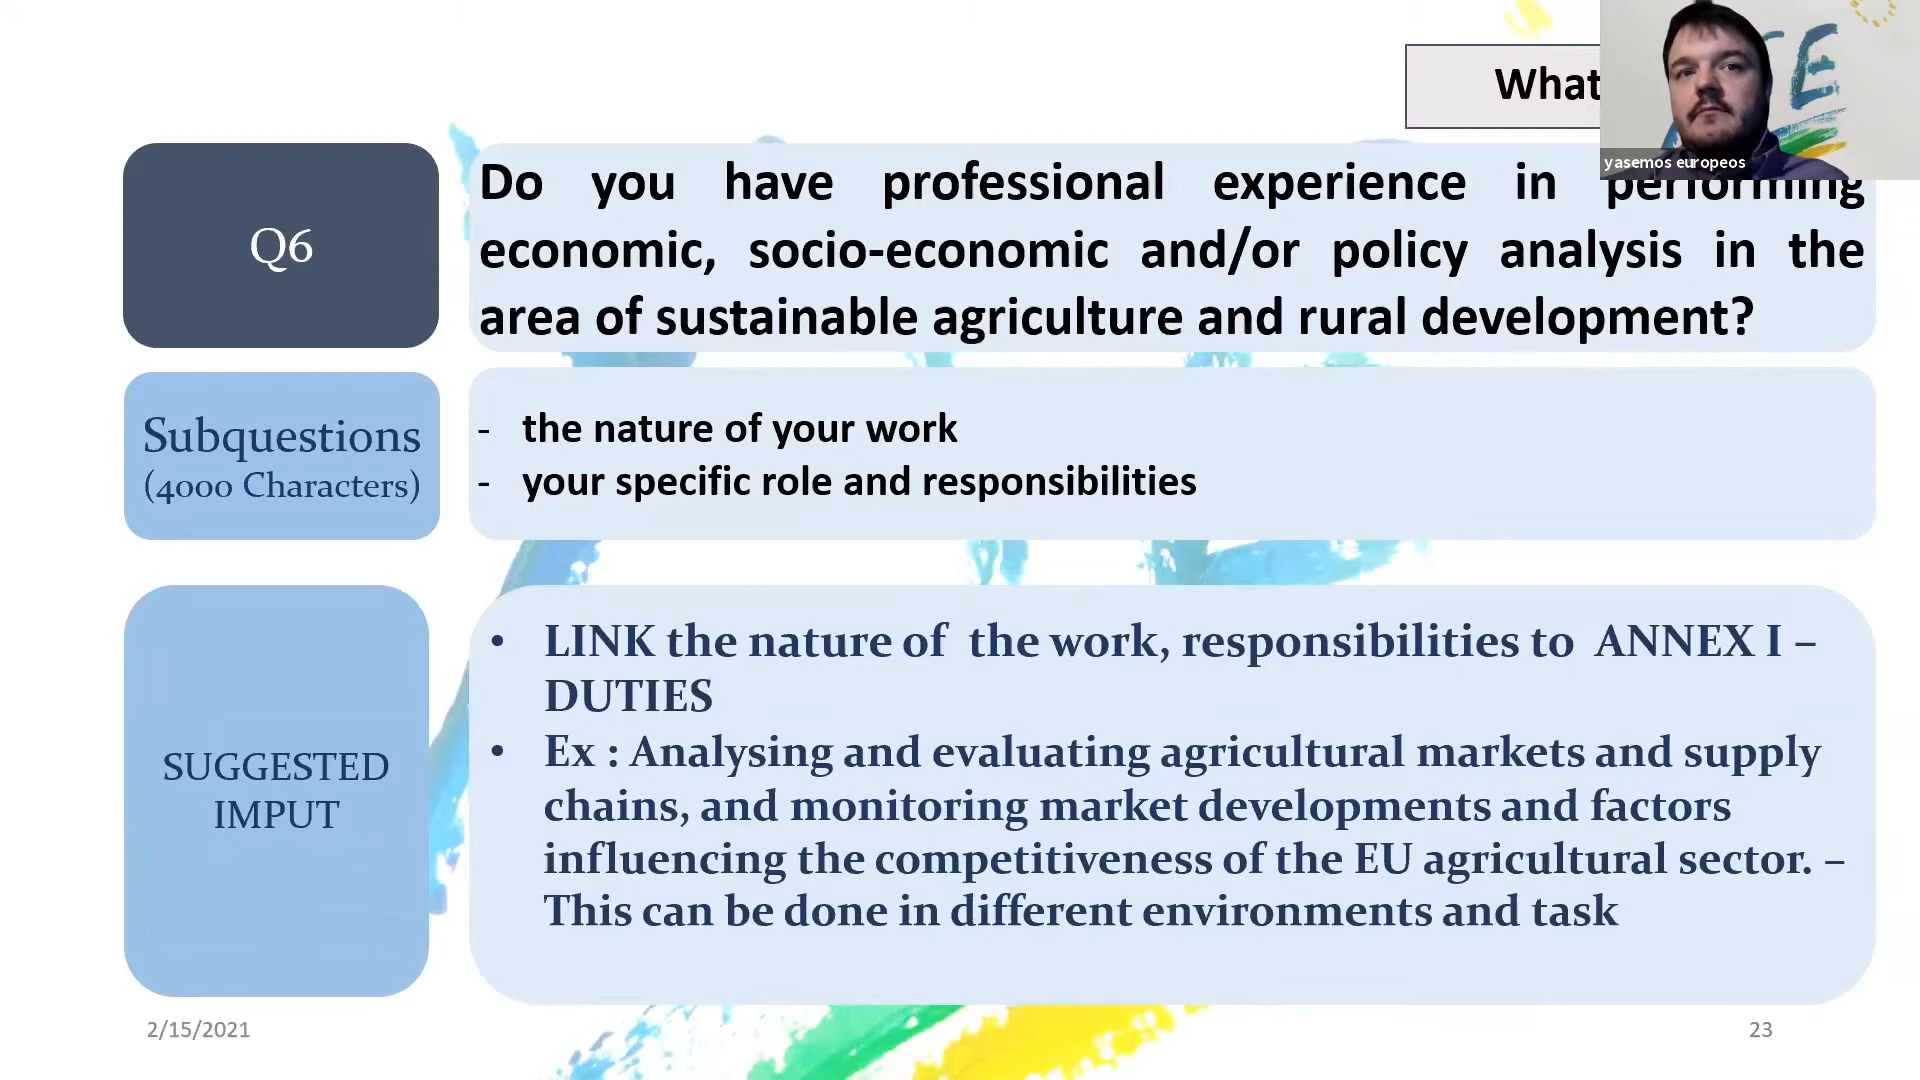 What
E
yasemos europeos
Q6
Do you have professional experience in performing
economic, socio-economic and/or policy analysis in the
area of sustainable agriculture and rural development?
Subquestions
(4000 Characters)
- the nature of your work
- your specific role and responsibilities
SUGGESTED
IMPUT
• LINK the nature of the work, responsibilities to ANNEX I –
DUTIES
• Ex : Analysing and evaluating agricultural markets and supply
chains, and monitoring market developments and factors
influencing the competitiveness of the EU agricultural sector. –
This can be done in different environments and task
2/15/2021
23